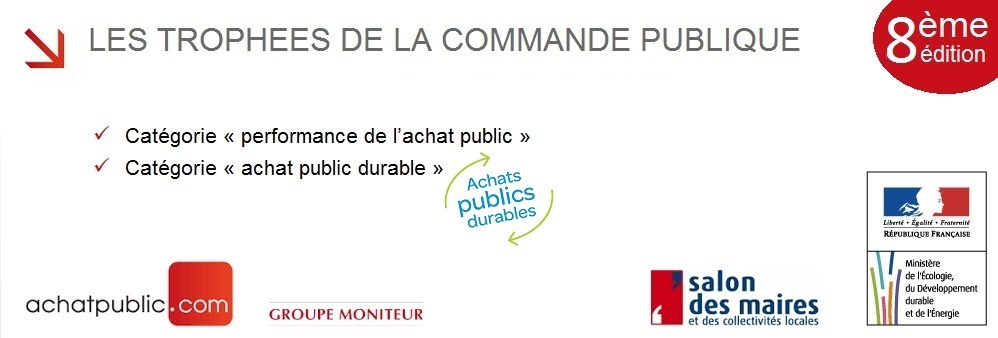 LES TROPHEES DE LA COMMANDE PUBLIQUE
8ème
édition
✓ Catégorie « performance de l’achat public »
✓ Catégorie « achat public durable »
Achats
publics
durables
Liberté • Égalité • Fraternité
RÉPUBLIQUE FRANÇAISE
Ministère
de l'Écologie,
du Développement
durable
et de l'Énergie
achatpublic.com
GROUPE MONITEUR
salon
des maires
et des collectivités locales